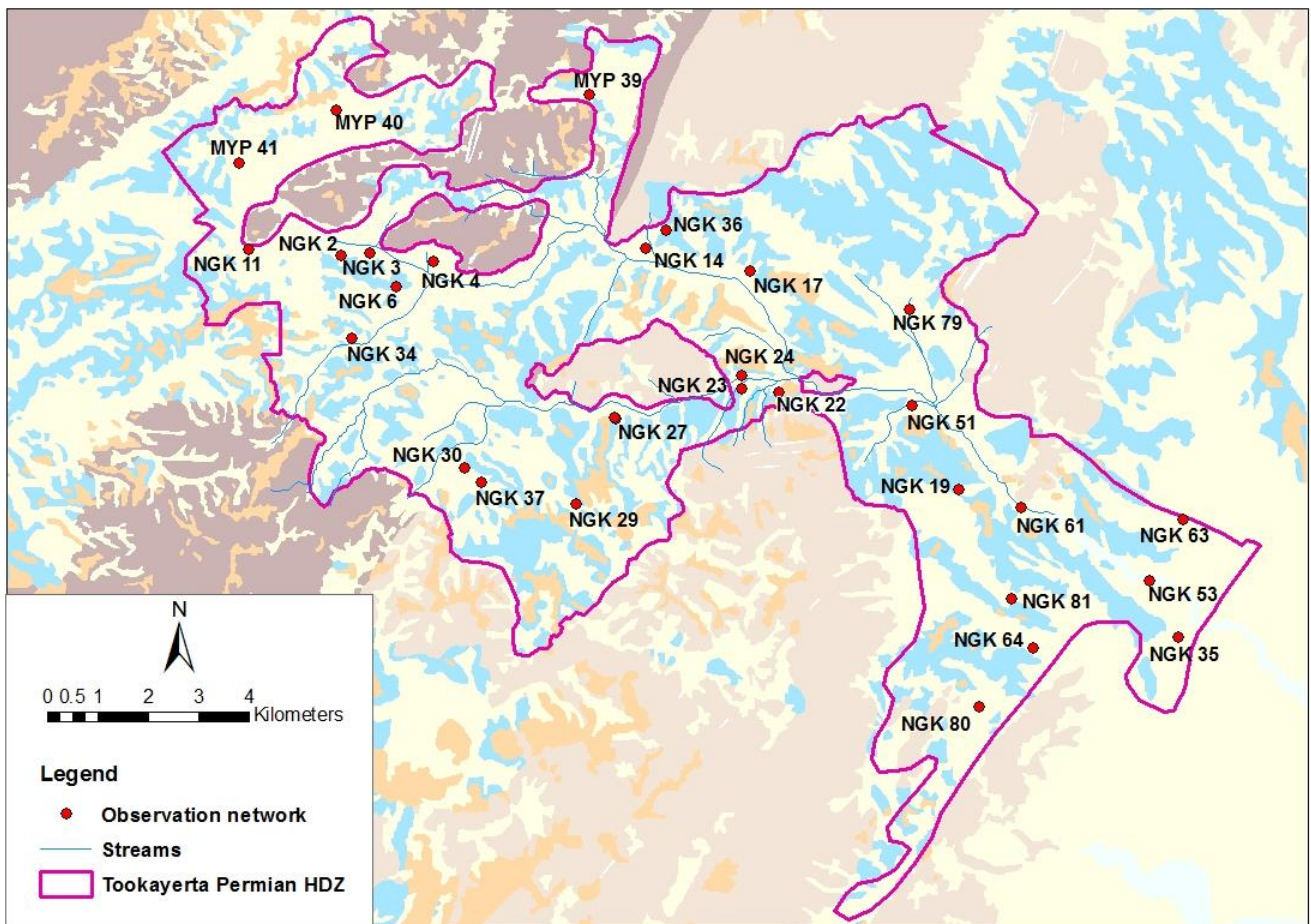 MYP 39
MYP 40
MYP 41
NGK 36
NGK 2
NGK 3
NGK 11
NGK 4
NGK 14
NGK 6
NGK 17
NGK 79
NGK 34
NGK 24
NGK 23
NGK 22
NGK 51
NGK 27
NGK 30
NGK 37
NGK 19
NGK 29
NGK 61
NGK 63
NGK 53
NGK 81
NGK 64
NGK 35
NGK 80
N
0 0.5 1 2 3 4
Kilometers
Legend
Observation network
Streams
Tookayerta Permian HDZ